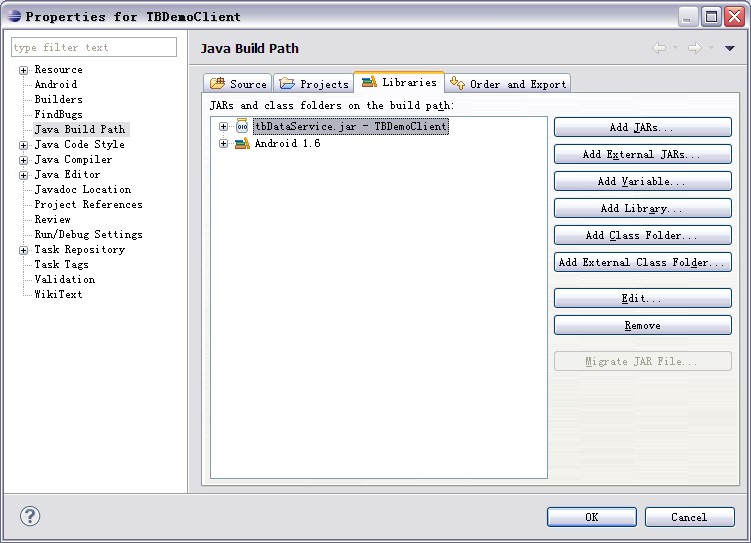 Properties for TBDemoClient
type filter text
Resource
Android
Builders
FindBugs
Java Build Path
Java Code Style
Java Compiler
Java Editor
Javadoc Location
Project References
Review
Run/Debug Settings
Task Repository
Task Tags
Validation
WikiText
Java Build Path
Source
Projects
Libraries
Order and Export
JARs and class folders on the build path:
tbDataService.jar - TBDemoClient
Android 1.6
Add JARs...
Add External JARs...
Add Variable...
Add Library...
Add Class Folder...
Add External Class Folder...
Edit...
Remove
Migrate JAR File...
OK
Cancel